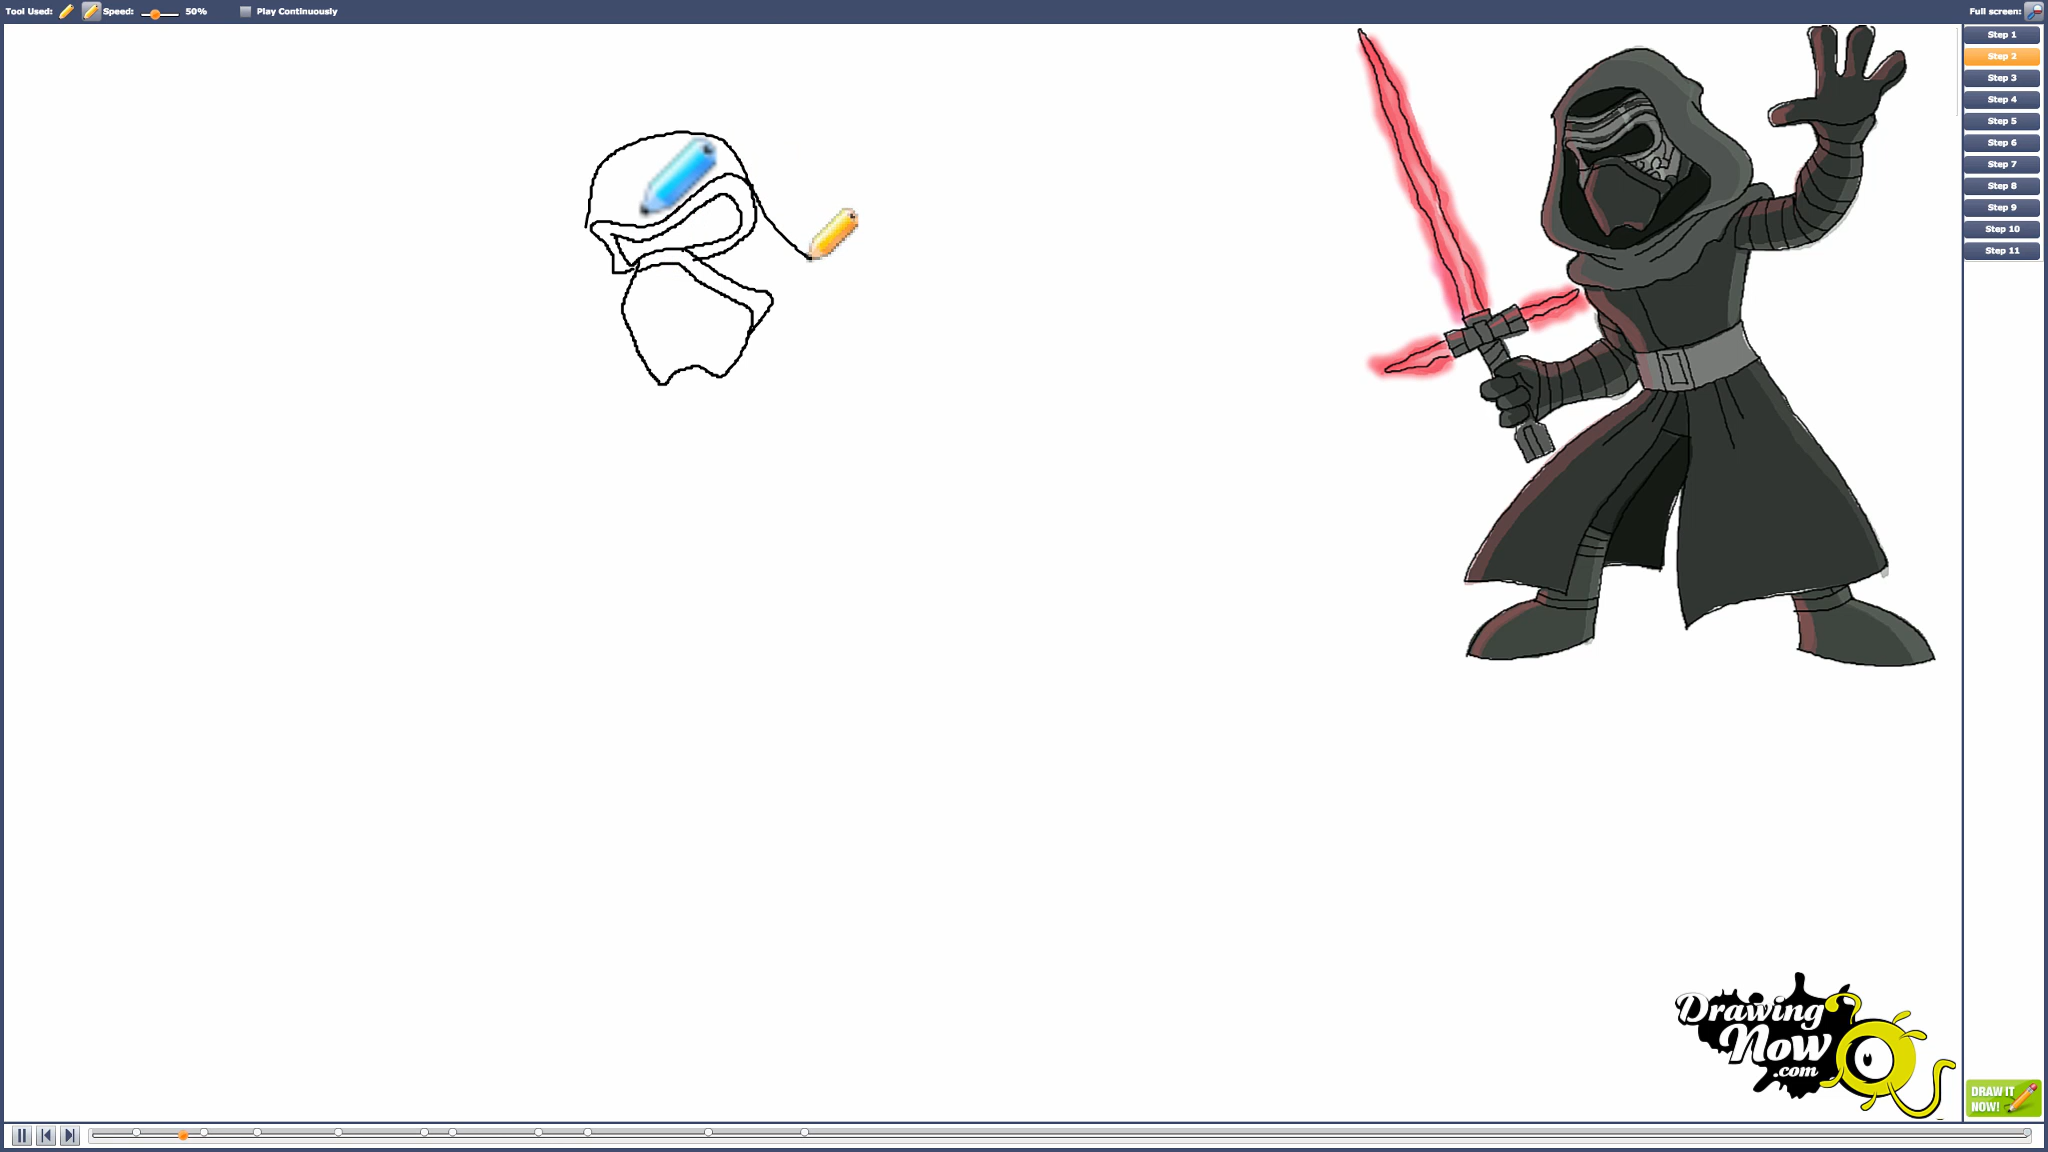 Tool Used: Speed: 50% Play Continuously Full screen:
Step 1
Step 2
Step 3
Step 4
Step 5
Step 6
Step 7
Step 8
Step 9
Step 10
Step 11
Drawing
Now
.com
DRAW IT
NOW!